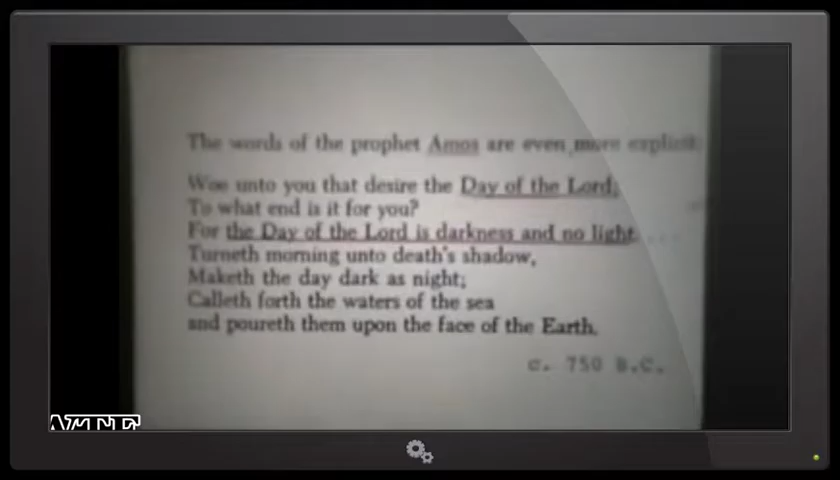 The words of the prophet Amos are even more explicit:
Woe unto you that desire the Day of the Lord;
To what end is it for you?
For the Day of the Lord is darkness and no light. . . .
Turneth morning unto death's shadow,
Maketh the day dark as night;
Calleth forth the waters of the sea
and poureth them upon the face of the Earth.
c. 750 B.C.